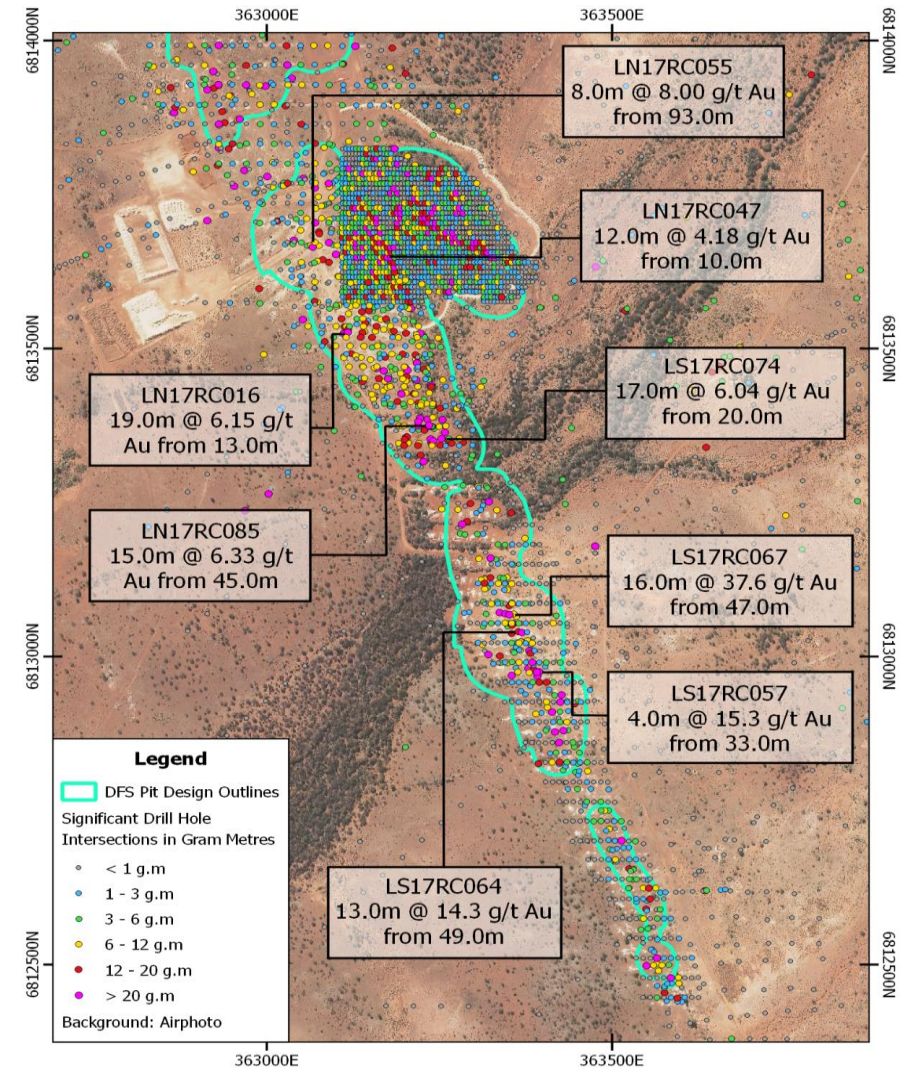 363000E
363500E
6814000N
6814000N
LN17RC055
8.0m @ 8.00 g/t Au
from 93.0m
LN17RC047
12.0m @ 4.18 g/t Au
from 10.0m
6813500N
6813500N
LS17RC074
17.0m @ 6.04 g/t Au
from 20.0m
LN17RC016
19.0m @ 6.15 g/t
Au from 13.0m
LN17RC085
15.0m @ 6.33 g/t
Au from 45.0m
LS17RC067
16.0m @ 37.6 g/t Au
from 47.0m
6813000N
6813000N
LS17RC057
4.0m @ 15.3 g/t Au
from 33.0m
Legend
DFS Pit Design Outlines
Significant Drill Hole
Intersections in Gram Metres
< 1 g.m
1 - 3 g.m
3 - 6 g.m
6 - 12 g.m
12 - 20 g.m
> 20 g.m
Background: Airphoto
LS17RC064
13.0m @ 14.3 g/t Au
from 49.0m
6812500N
6812500N
363000E
363500E